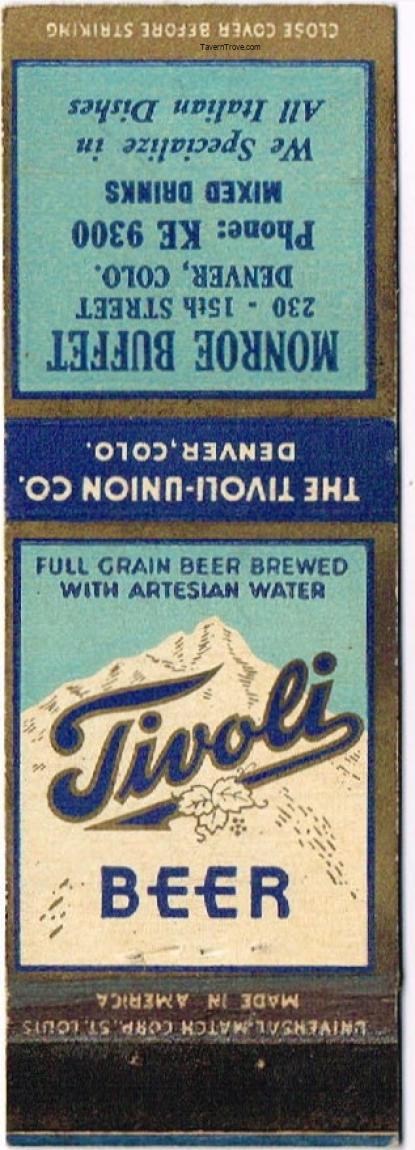 CLOSE COVER BEFORE STRIKING
TavernTrove.com
MONROE BUFFET
230 - 15th STREET
DENVER, COLO.
Phone: KE 9300
MIXED DRINKS
We Specialize in
All Italian Dishes
THE TIVOLI-UNION CO.
DENVER, COLO.
FULL GRAIN BEER BREWED
WITH ARTESIAN WATER
Tivoli
BEER
UNIVERSAL MATCH CORP. ST. LOUIS
MADE IN AMERICA